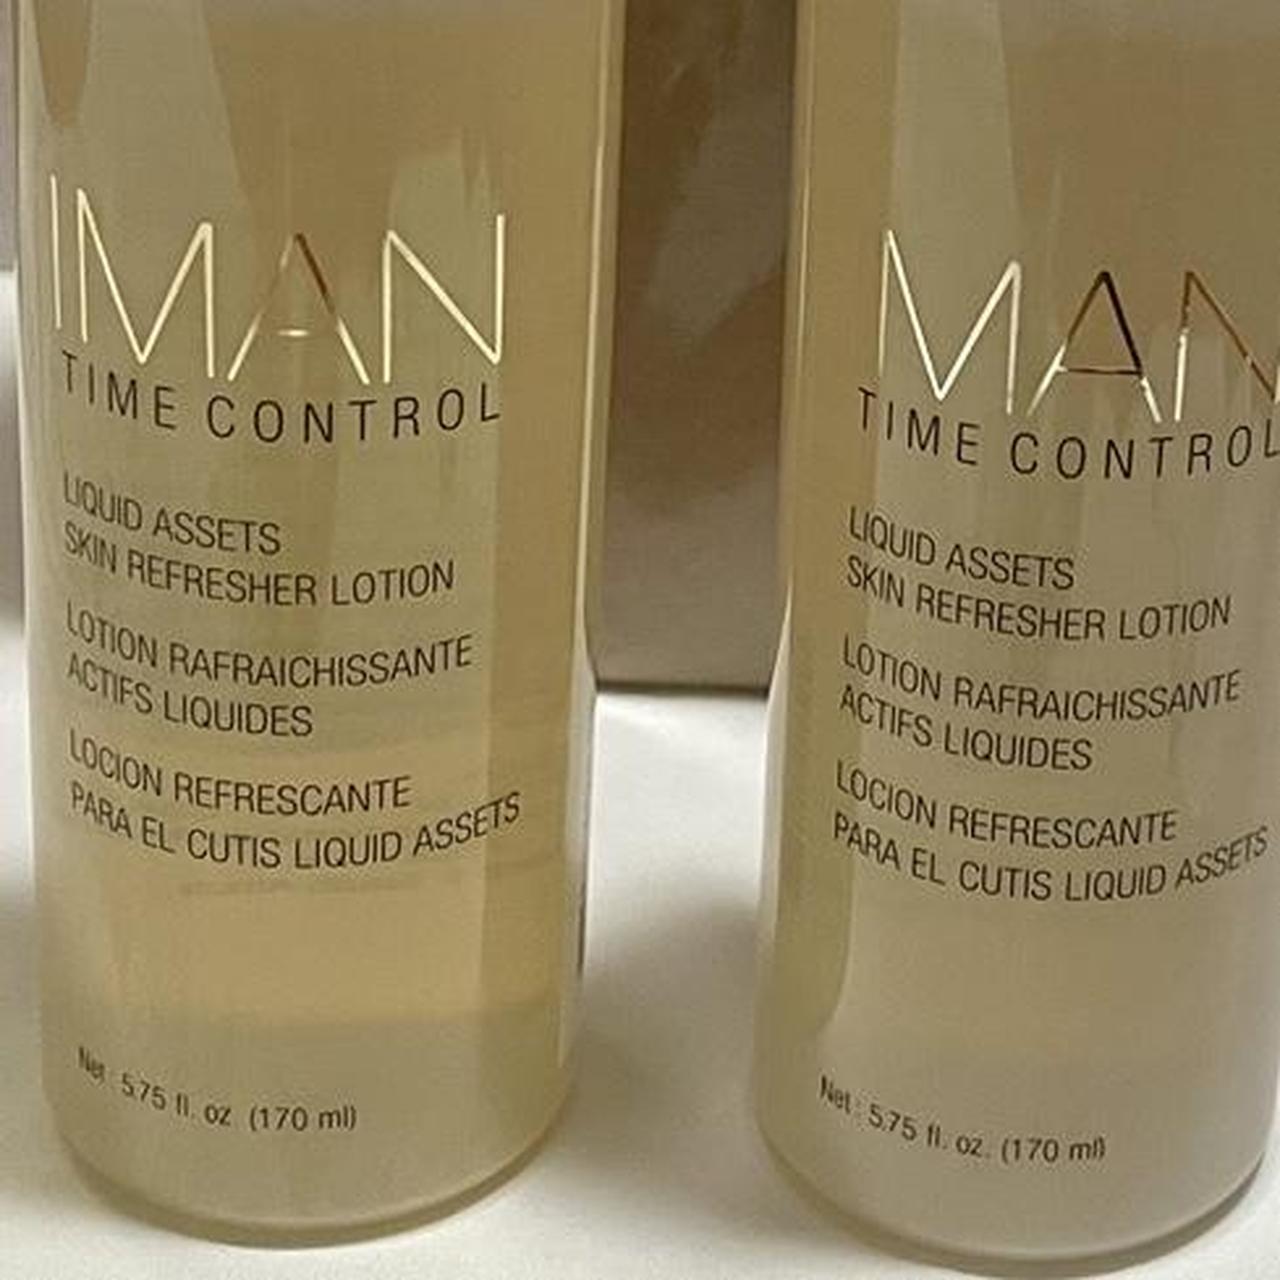 IMAN
TIME CONTROL
LIQUID ASSETS
SKIN REFRESHER LOTION
LOTION RAFRAICHISSANTE
ACTIFS LIQUIDES
LOCION REFRESCANTE
PARA EL CUTIS LIQUID ASSETS
Net 5.75 fl. oz (170 ml)
MAN
TIME CONTROL
LIQUID ASSETS
SKIN REFRESHER LOTION
LOTION RAFRAICHISSANTE
ACTIFS LIQUIDES
LOCION REFRESCANTE
PARA EL CUTIS LIQUID ASSETS
Net: 5.75 fl. oz. (170 ml)